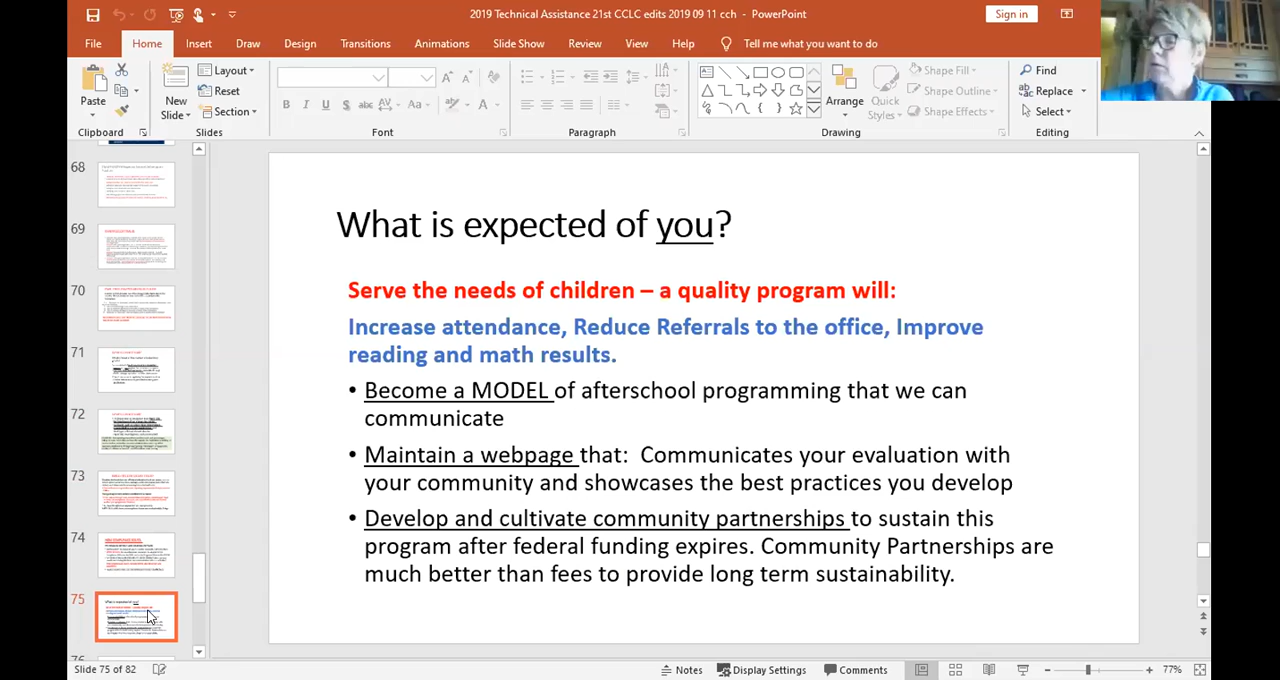 2019 Technical Assistance 21st CCLC edits 2019 09 11 cch - PowerPoint
Sign in
File Home Insert Draw Design Transitions Animations Slide Show Review View Help Tell me what you want to do
Paste
Clipboard
New Slide
Layout
Reset
Section
Slides
B I U S abc AV Aa A
Font
Paragraph
Arrange
Quick Styles
Shape Fill
Shape Outline
Shape Effects
Drawing
Find
Replace
Select
Editing
68
69
70
71
72
73
74
75
76
What is expected of you?
Serve the needs of children – a quality program will:
Increase attendance, Reduce Referrals to the office, Improve
reading and math results.
• Become a MODEL of afterschool programming that we can
communicate
• Maintain a webpage that: Communicates your evaluation with
your community and showcases the best practices you develop
• Develop and cultivate community partnerships to sustain this
program after federal funding expires. Community Partnerships are
much better than fees to provide long term sustainability.
Slide 75 of 82
Notes
Display Settings
Comments
77%